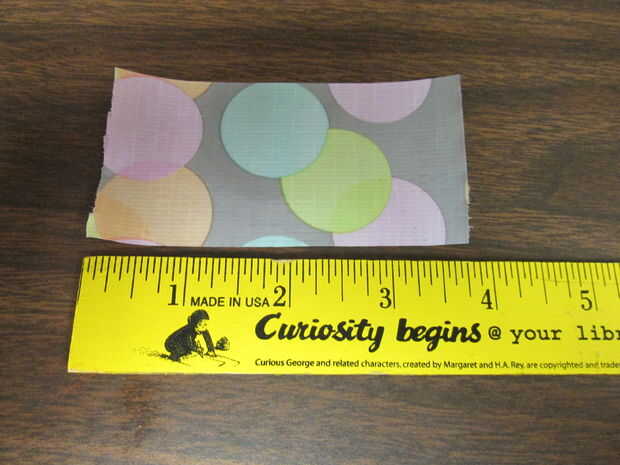 1 MADE IN USA 2 3 4 5
Curiosity begins @ your libr
Curious George and related characters, created by Margaret and H.A. Rey, are copyrighted and trade